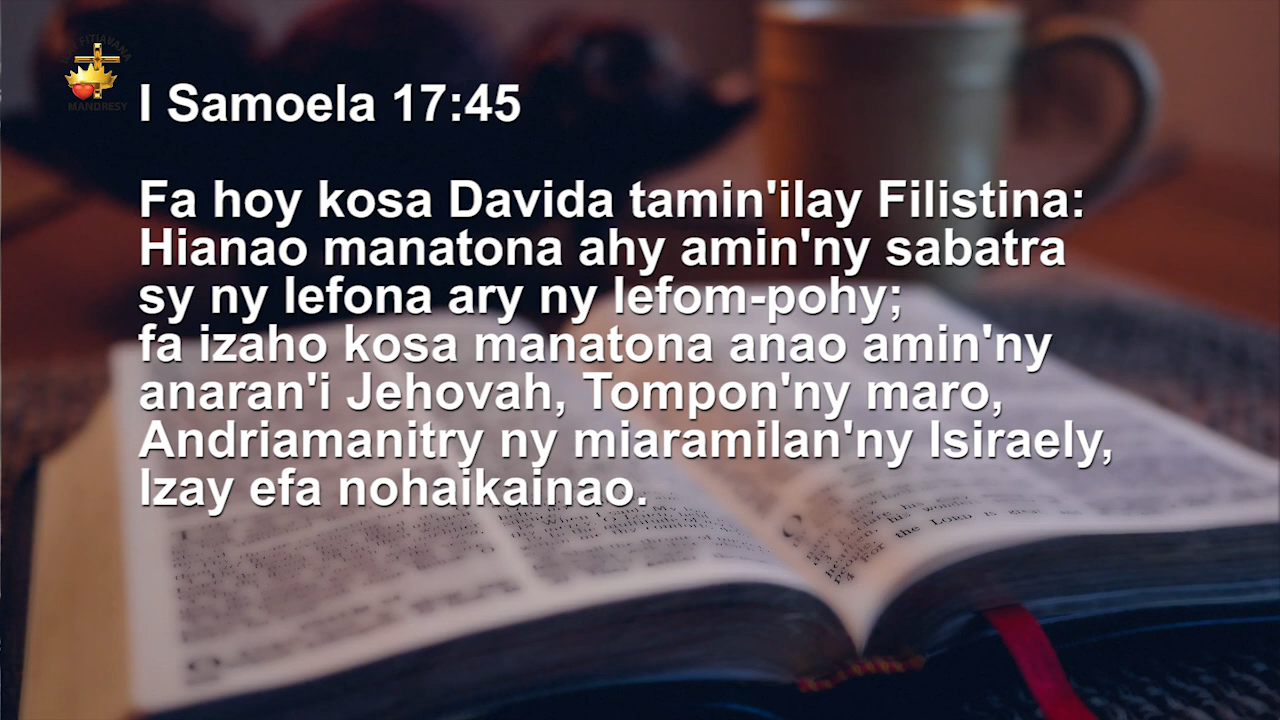 FITIAVANA
MANDRESY
I Samoela 17:45
Fa hoy kosa Davida tamin'ilay Filistina:
Hianao manatona ahy amin'ny sabatra
sy ny lefona ary ny lefom-pohy;
fa izaho kosa manatona anao amin'ny
anaran'i Jehovah, Tompon'ny maro,
Andriamanitry ny miaramilan'ny Isiraely,
Izay efa nohaikainao.